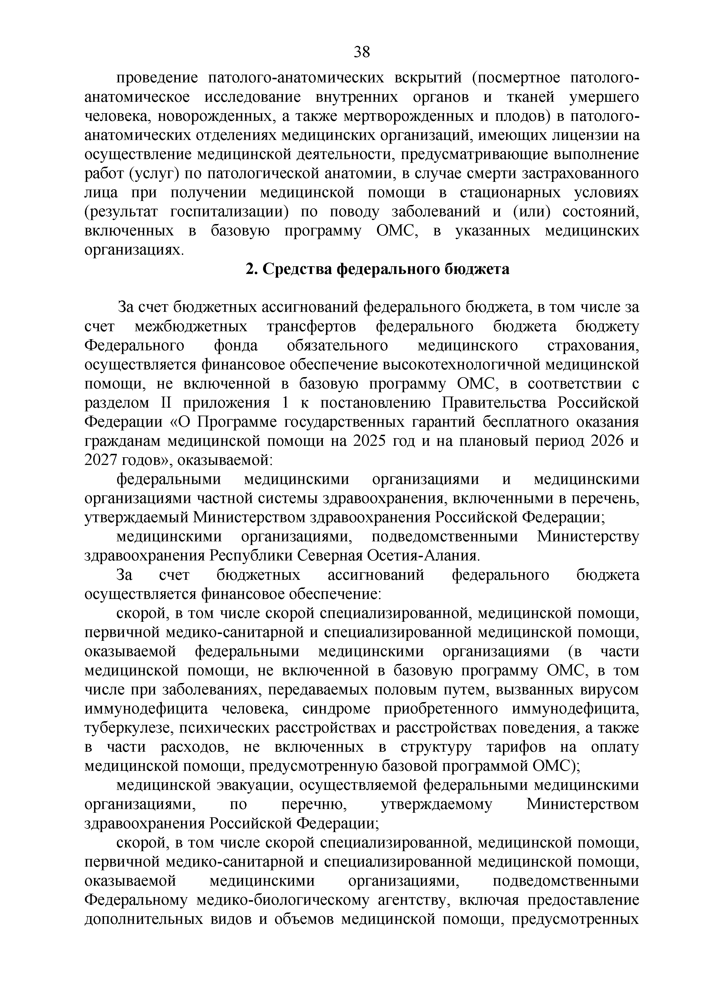 38
проведение патолого-анатомических вскрытий (посмертное патолого-
анатомическое исследование внутренних органов и тканей умершего
человека, новорожденных, а также мертворожденных и плодов) в патолого-
анатомических отделениях медицинских организаций, имеющих лицензии на
осуществление медицинской деятельности, предусматривающие выполнение
работ (услуг) по патологической анатомии, в случае смерти застрахованного
лица при получении медицинской помощи в стационарных условиях
(результат госпитализации) по поводу заболеваний и (или) состояний,
включенных в базовую программу ОМС, в указанных медицинских
организациях.
2. Средства федерального бюджета
За счет бюджетных ассигнований федерального бюджета, в том числе за
счет межбюджетных трансфертов федерального бюджета бюджету
Федерального фонда обязательного медицинского страхования,
осуществляется финансовое обеспечение высокотехнологичной медицинской
помощи, не включенной в базовую программу ОМС, в соответствии с
разделом II приложения 1 к постановлению Правительства Российской
Федерации «О Программе государственных гарантий бесплатного оказания
гражданам медицинской помощи на 2025 год и на плановый период 2026 и
2027 годов», оказываемой:
федеральными медицинскими организациями и медицинскими
организациями частной системы здравоохранения, включенными в перечень,
утверждаемый Министерством здравоохранения Российской Федерации;
медицинскими организациями, подведомственными Министерству
здравоохранения Республики Северная Осетия-Алания.
За счет бюджетных ассигнований федерального бюджета
осуществляется финансовое обеспечение:
скорой, в том числе скорой специализированной, медицинской помощи,
первичной медико-санитарной и специализированной медицинской помощи,
оказываемой федеральными медицинскими организациями (в части
медицинской помощи, не включенной в базовую программу ОМС, в том
числе при заболеваниях, передаваемых половым путем, вызванных вирусом
иммунодефицита человека, синдроме приобретенного иммунодефицита,
туберкулезе, психических расстройствах и расстройствах поведения, а также
в части расходов, не включенных в структуру тарифов на оплату
медицинской помощи, предусмотренную базовой программой ОМС);
медицинской эвакуации, осуществляемой федеральными медицинскими
организациями, по перечню, утверждаемому Министерством
здравоохранения Российской Федерации;
скорой, в том числе скорой специализированной, медицинской помощи,
первичной медико-санитарной и специализированной медицинской помощи,
оказываемой медицинскими организациями, подведомственными
Федеральному медико-биологическому агентству, включая предоставление
дополнительных видов и объемов медицинской помощи, предусмотренных